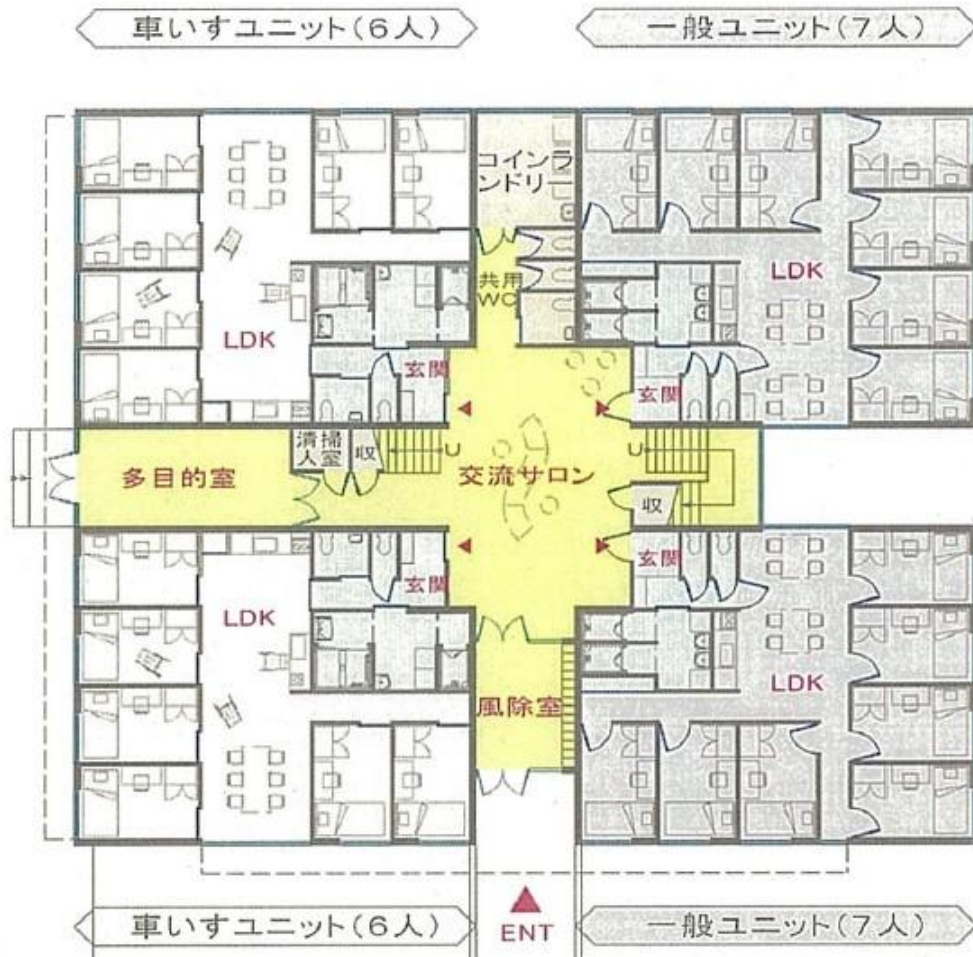 車いすユニット(6人)
一般ユニット(7人)
コインラ
ンドリー
共用
WC
LDK
LDK
玄関
玄関
清掃
人室
収
U
U
多目的室
交流サロン
収
玄関
玄関
LDK
LDK
風除室
車いすユニット(6人)
ENT
一般ユニット(7人)